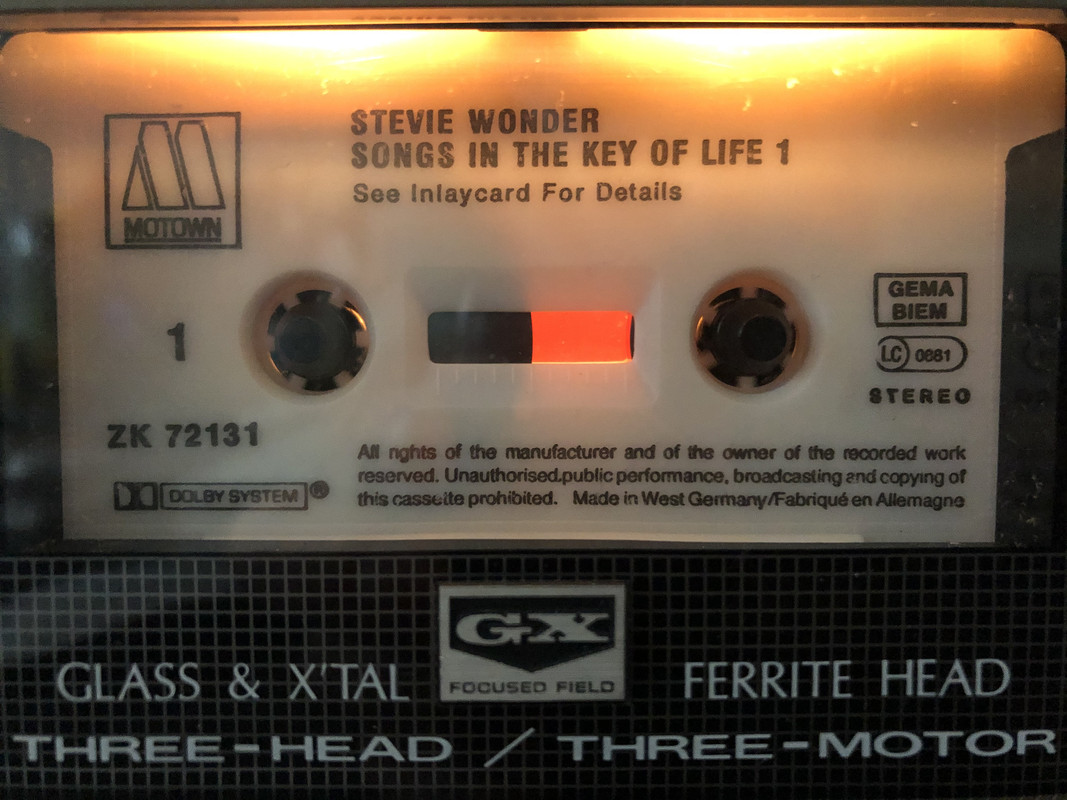 STEVIE WONDER
SONGS IN THE KEY OF LIFE 1
See Inlaycard For Details
MOTOWN
1
GEMA
BIEM
LC 0681
STEREO
ZK 72131
DOLBY SYSTEM ®
All rights of the manufacturer and of the owner of the recorded work
reserved. Unauthorised public performance, broadcasting and copying of
this cassette prohibited. Made in West Germany/Fabriqué en Allemagne
GX
FOCUSED FIELD
GLASS & X'TAL
FERRITE HEAD
THREE-HEAD / THREE-MOTOR